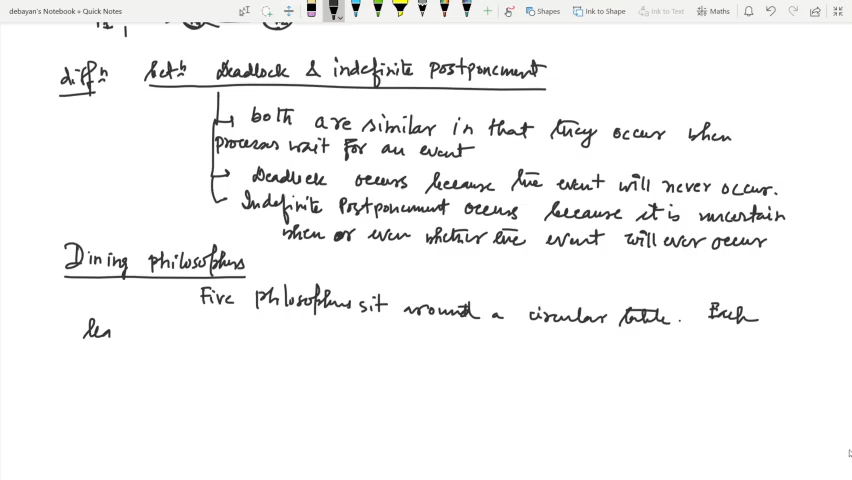 debayan's Notebook » Quick Notes
Shapes Ink to Shape Ink to Text Maths
diffⁿ betⁿ Deadlock & indefinite postponement
both are similar in that they occur when
process wait for an event
Deadlock occurs because the event will never occur.
Indefinite postponement occurs because it is uncertain
when or even whether the event will ever occur
Dining philosophers
Five philosophers sit around a circular table. Each